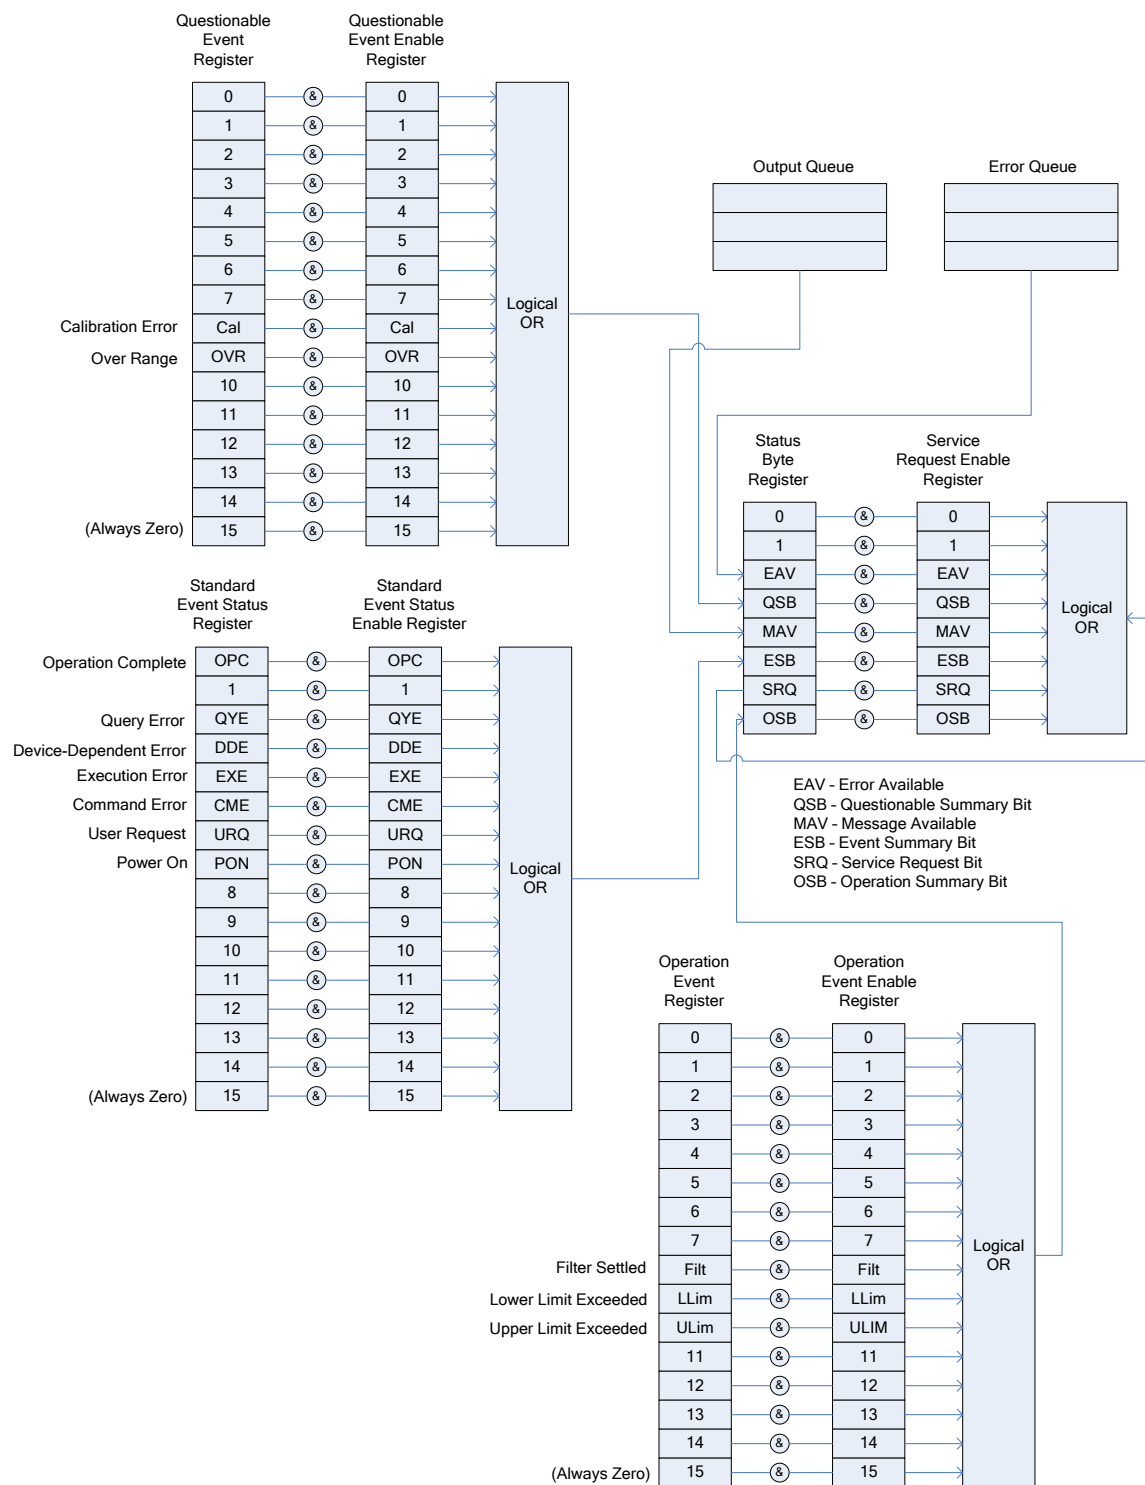 Questionable
Event
Register
Questionable
Event Enable
Register
0 & 0
1 & 1
2 & 2
3 & 3
4 & 4
5 & 5
6 & 6
7 & 7
Calibration Error Cal & Cal
Over Range OVR & OVR
10 & 10
11 & 11
12 & 12
13 & 13
14 & 14
(Always Zero) 15 & 15
Logical
OR
Output Queue
Error Queue
Status
Byte
Register
Service
Request Enable
Register
0 & 0
1 & 1
EAV & EAV
QSB & QSB
MAV & MAV
ESB & ESB
SRQ & SRQ
OSB & OSB
Logical
OR
EAV - Error Available
QSB - Questionable Summary Bit
MAV - Message Available
ESB - Event Summary Bit
SRQ - Service Request Bit
OSB - Operation Summary Bit
Standard
Event Status
Register
Standard
Event Status
Enable Register
Operation Complete OPC & OPC
1 & 1
Query Error QYE & QYE
Device-Dependent Error DDE & DDE
Execution Error EXE & EXE
Command Error CME & CME
User Request URQ & URQ
Power On PON & PON
8 & 8
9 & 9
10 & 10
11 & 11
12 & 12
13 & 13
14 & 14
(Always Zero) 15 & 15
Logical
OR
Operation
Event
Register
Operation
Event Enable
Register
0 & 0
1 & 1
2 & 2
3 & 3
4 & 4
5 & 5
6 & 6
7 & 7
Filter Settled Filt & Filt
Lower Limit Exceeded LLim & LLim
Upper Limit Exceeded ULim & ULIM
11 & 11
12 & 12
13 & 13
14 & 14
(Always Zero) 15 & 15
Logical
OR